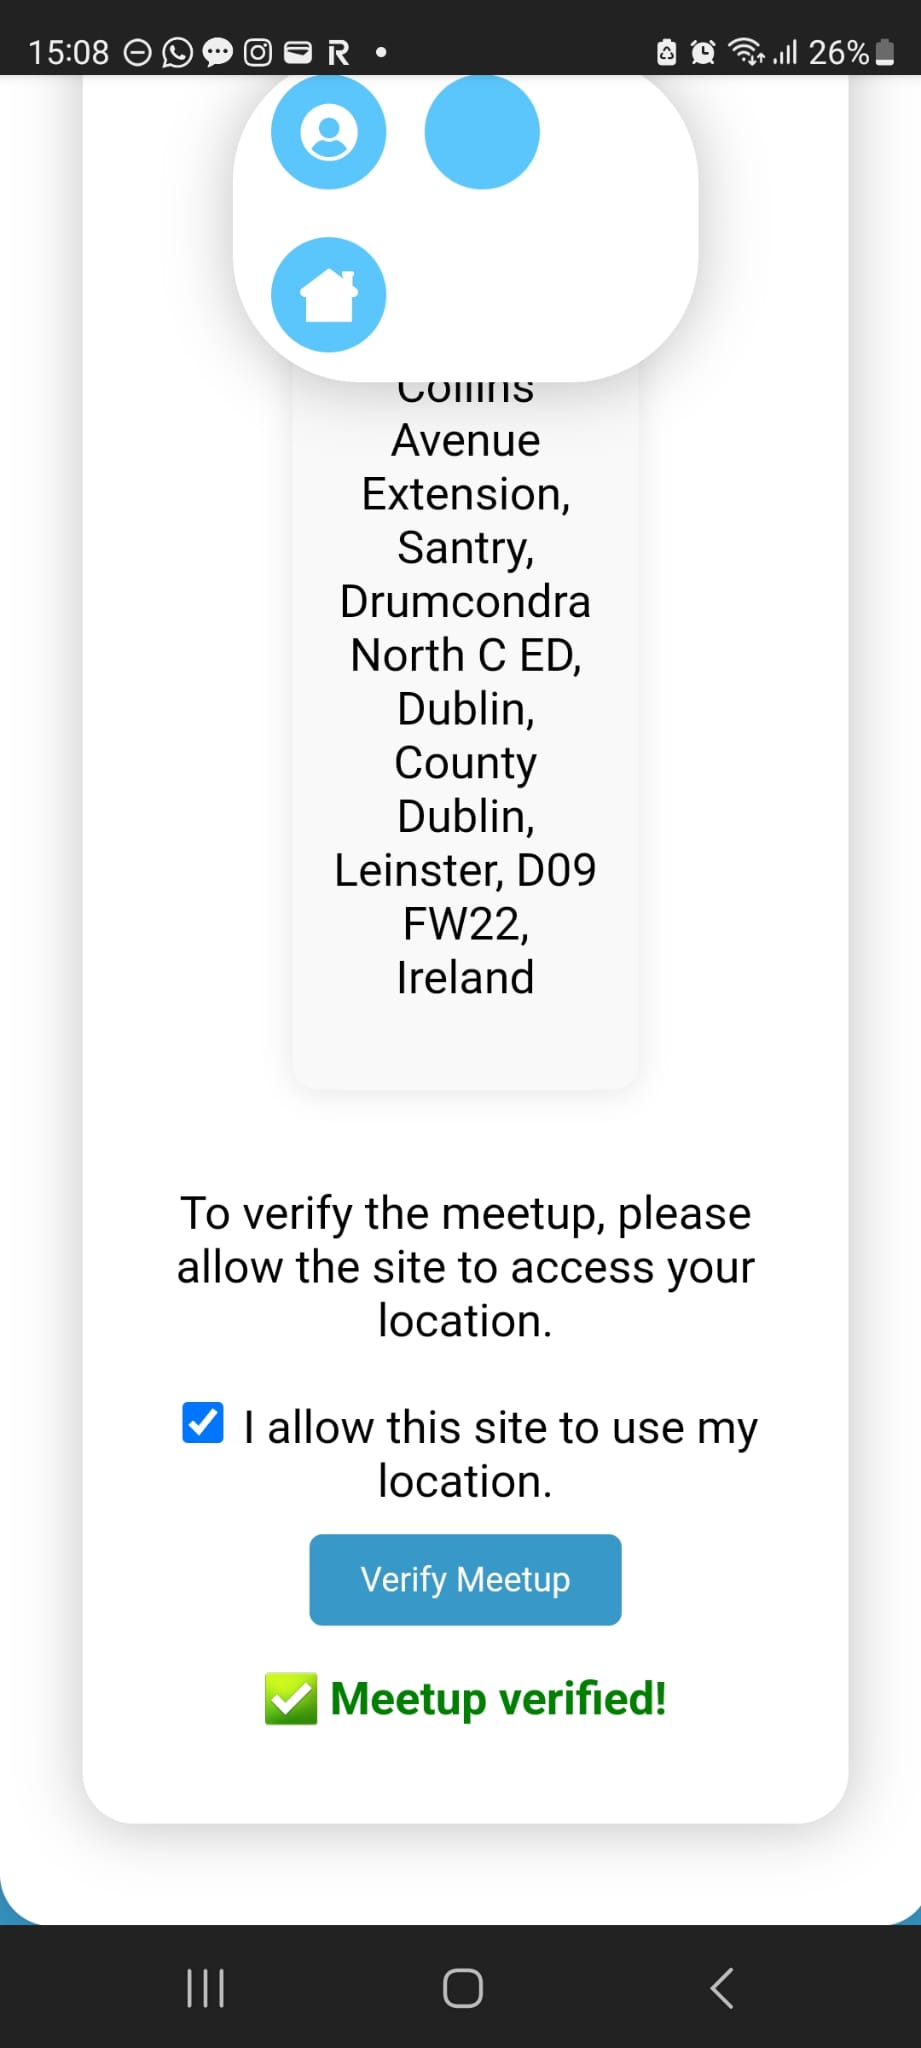 15:08
26%
Collins
Avenue
Extension,
Santry,
Drumcondra
North C ED,
Dublin,
County
Dublin,
Leinster, D09
FW22,
Ireland
To verify the meetup, please
allow the site to access your
location.
I allow this site to use my
location.
Verify Meetup
Meetup verified!